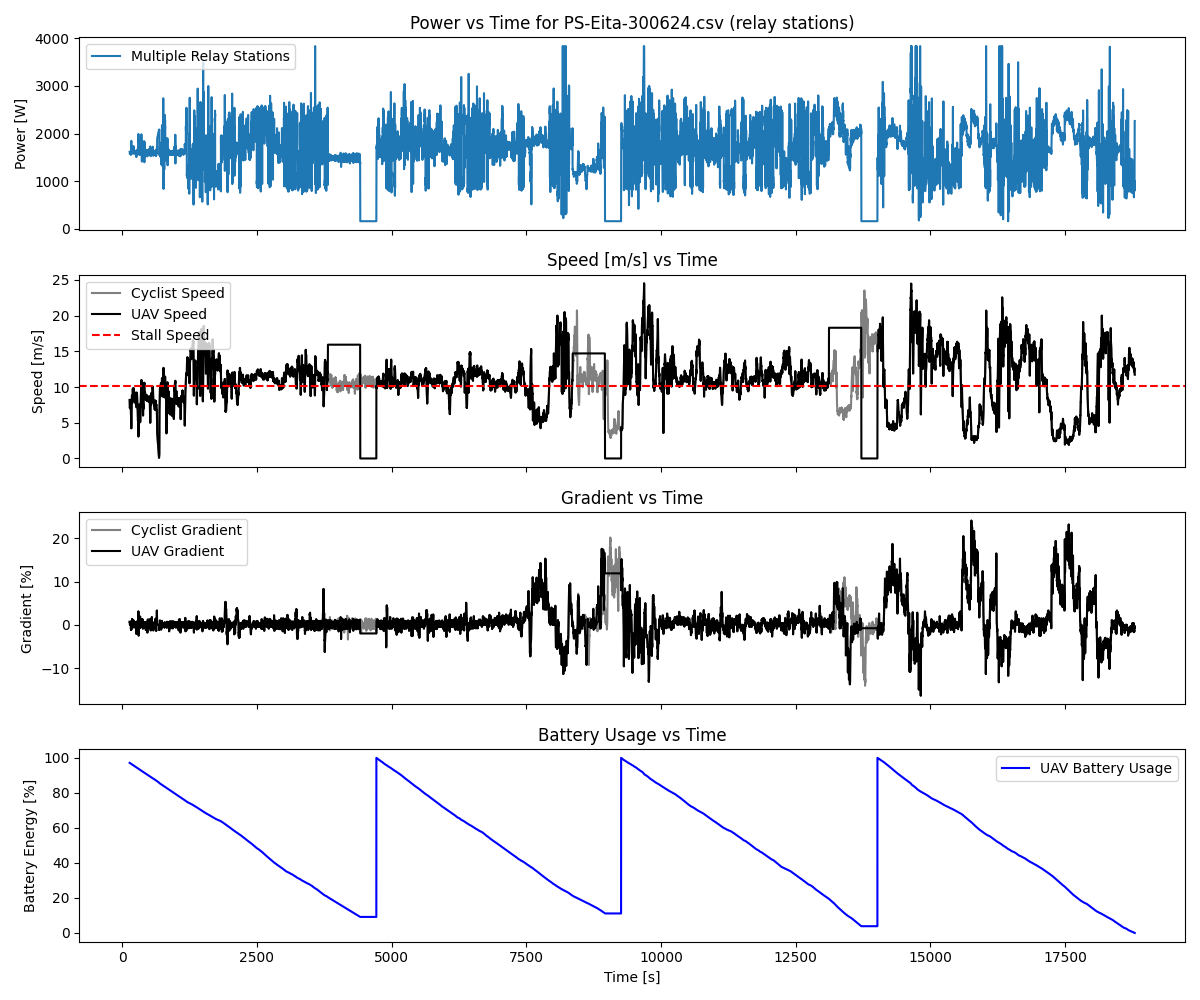 Power vs Time for PS-Eita-300624.csv (relay stations)
4000
3000
2000
1000
0
Power [W]
Multiple Relay Stations
Speed [m/s] vs Time
25
20
15
10
5
0
Speed [m/s]
Cyclist Speed
UAV Speed
Stall Speed
Gradient vs Time
20
10
0
−10
Gradient [%]
Cyclist Gradient
UAV Gradient
Battery Usage vs Time
100
80
60
40
20
0
Battery Energy [%]
UAV Battery Usage
0 2500 5000 7500 10000 12500 15000 17500
Time [s]